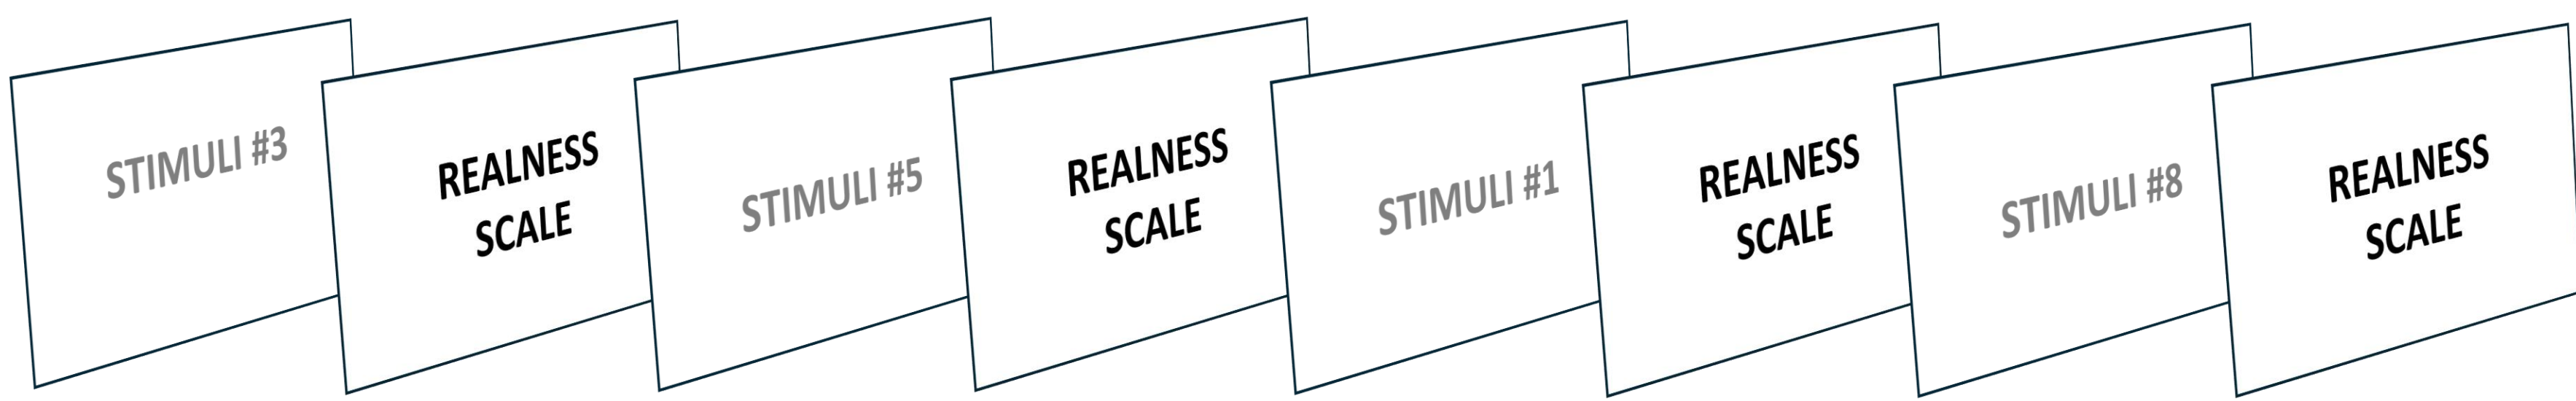 STIMULI #3
REALNESS
SCALE
STIMULI #5
REALNESS
SCALE
STIMULI #1
REALNESS
SCALE
STIMULI #8
REALNESS
SCALE